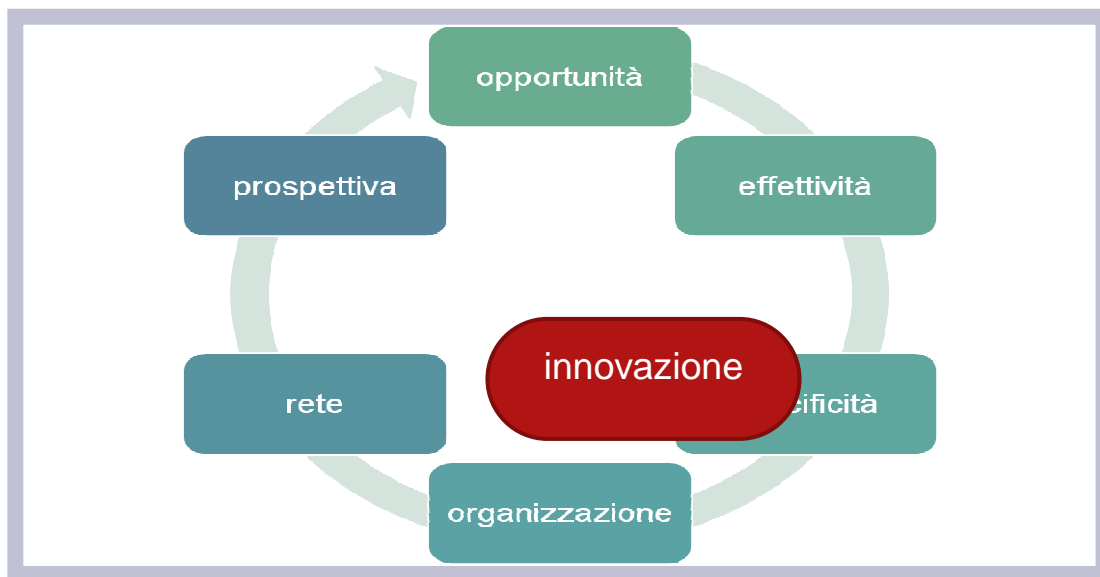 opportunità
effettività
prospettiva
innovazione
rete
organizzazione